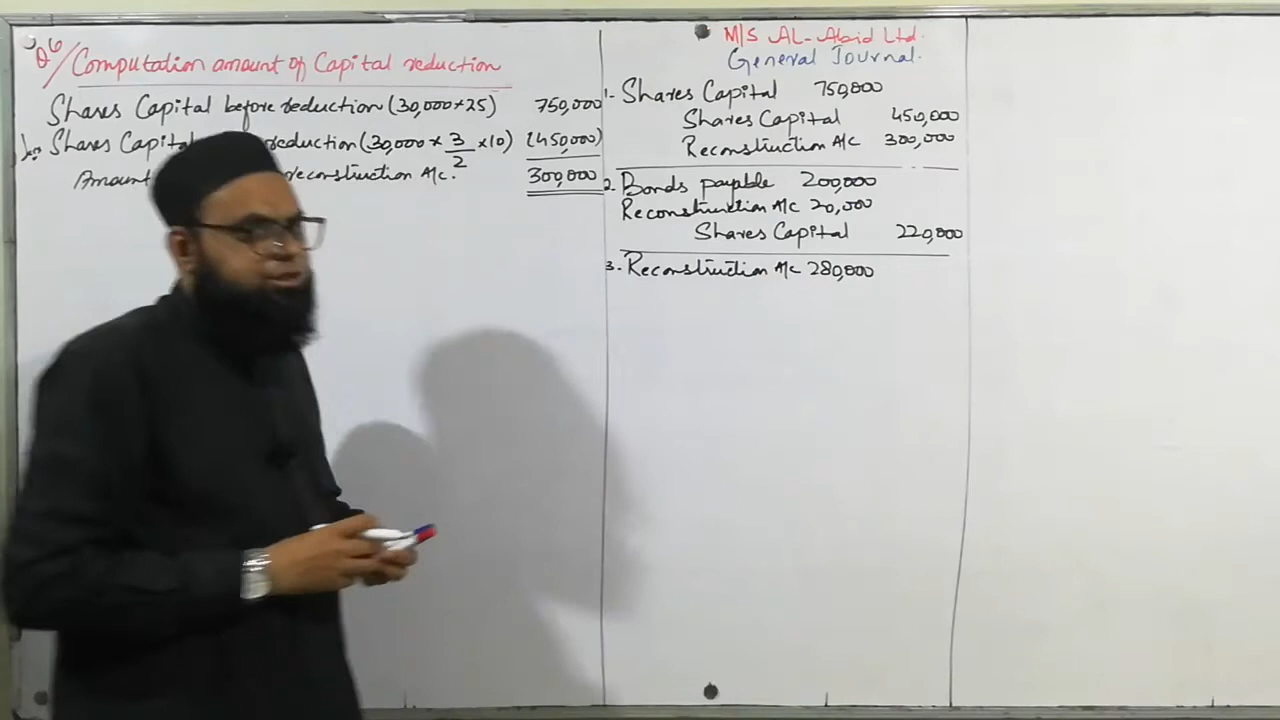 Q6/ Computation amount of Capital reduction
Shares Capital before reduction (30,000×25) 750,000
Less: Shares Capital reduction (30,000 × 3/2 ×10) (450,000)
Amount reconstruction A/c. 300,000
M/S AL-Abid Ltd.
General Journal.
1- Shares Capital 750,000
Shares Capital 450,000
Reconstruction A/c 300,000
2- Bonds payable 200,000
Reconstruction A/c 20,000
Shares Capital 220,000
3- Reconstruction A/c 280,000